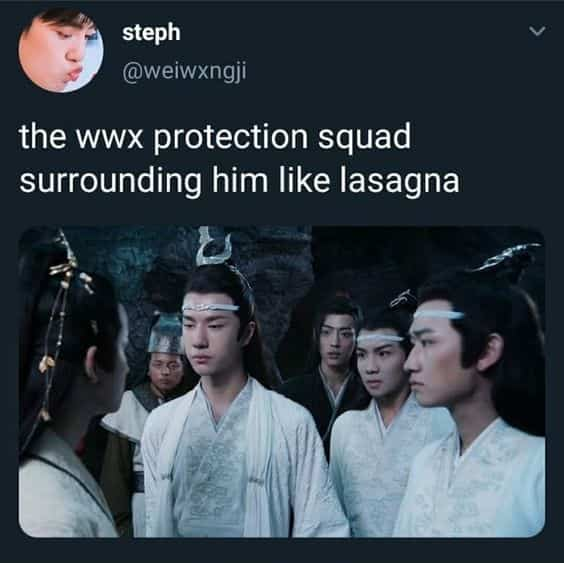 steph
@weiwxngji
the wwx protection squad
surrounding him like lasagna